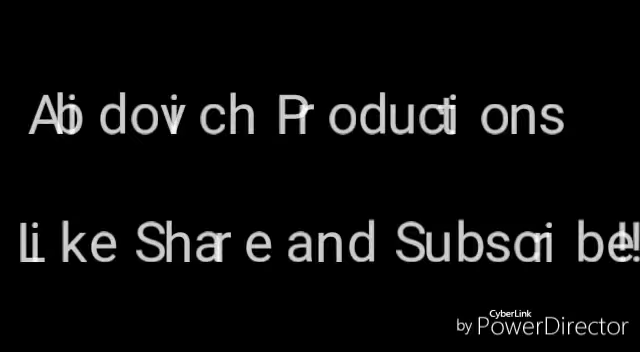 Abidovich Productions
Like Share and Subscribe!!
CyberLink
by PowerDirector